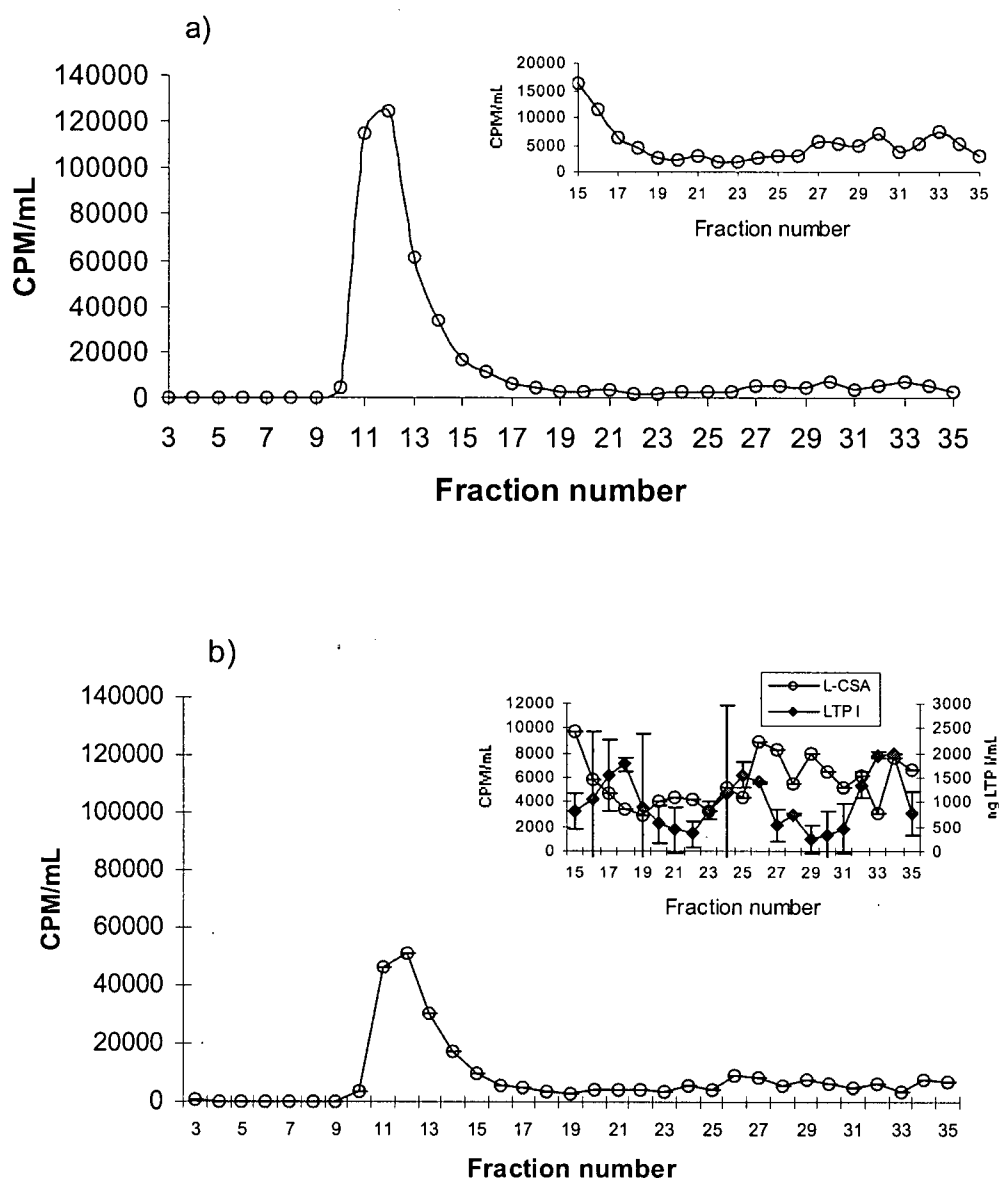 a)
CPM/mL
140000
120000
100000
80000
60000
40000
20000
0
3 5 7 9 11 13 15 17 19 21 23 25 27 29 31 33 35
Fraction number
CPM/mL
20000
15000
10000
5000
0
15 17 19 21 23 25 27 29 31 33 35
Fraction number
b)
CPM/mL
140000
120000
100000
80000
60000
40000
20000
0
3 5 7 9 11 13 15 17 19 21 23 25 27 29 31 33 35
Fraction number
L-CSA
LTP I
CPM/mL
12000
10000
8000
6000
4000
2000
0
15 17 19 21 23 25 27 29 31 33 35
Fraction number
3000
2500
2000
1500
1000
500
0
ng LTP I/mL